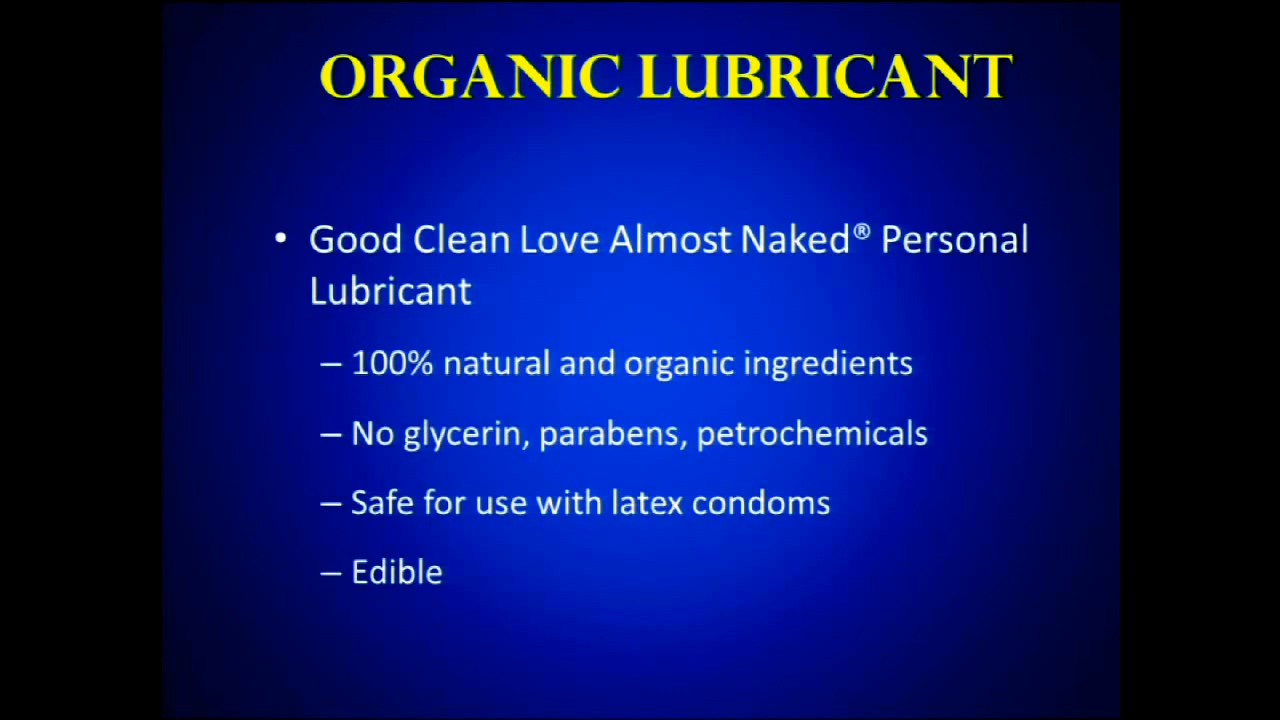 ORGANIC LUBRICANT
• Good Clean Love Almost Naked® Personal
Lubricant
– 100% natural and organic ingredients
– No glycerin, parabens, petrochemicals
– Safe for use with latex condoms
– Edible